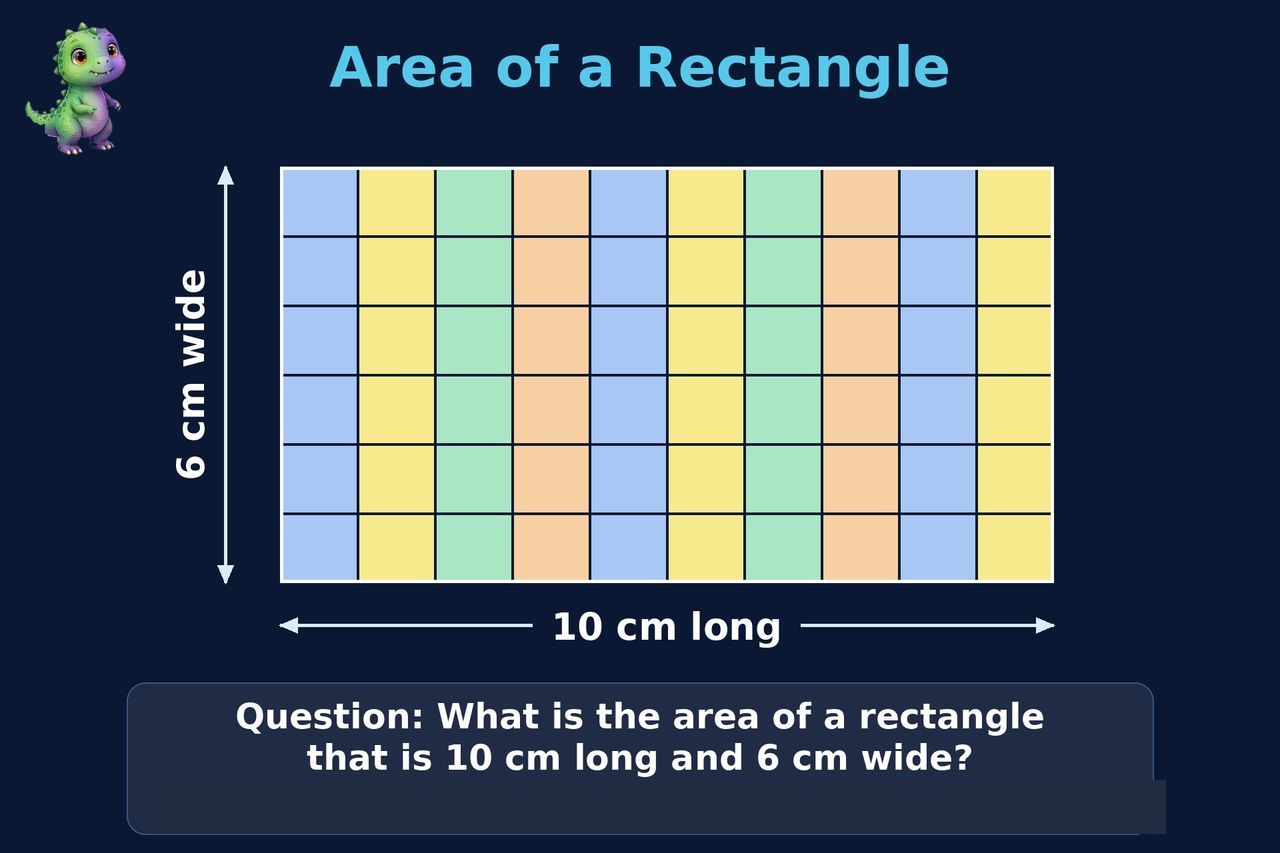 Area of a Rectangle
6 cm wide
10 cm long
Question: What is the area of a rectangle
that is 10 cm long and 6 cm wide?